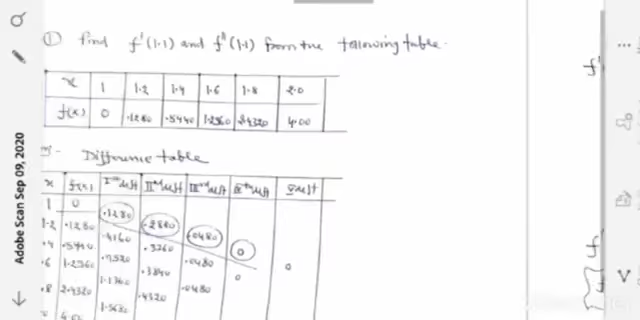 ① Find f'(1.1) and f"(1.1) from the following table.
x 1 1.2 1.4 1.6 1.8 2.0
f(x) 0 .1280 .5440 1.2960 2.4320 4.00
Difference table
x f(x) Ist diff IInd diff IIIrd diff IVth diff V diff
1 0
.1280
1.2 .1280 .2880
.4160 .0480
.4 .5440 .3360 0
.7520 .0480 0
.6 1.2960 .3840 0
1.1360 .0480
.8 2.4320 .4320
1.5680
Adobe Scan Sep 09, 2020